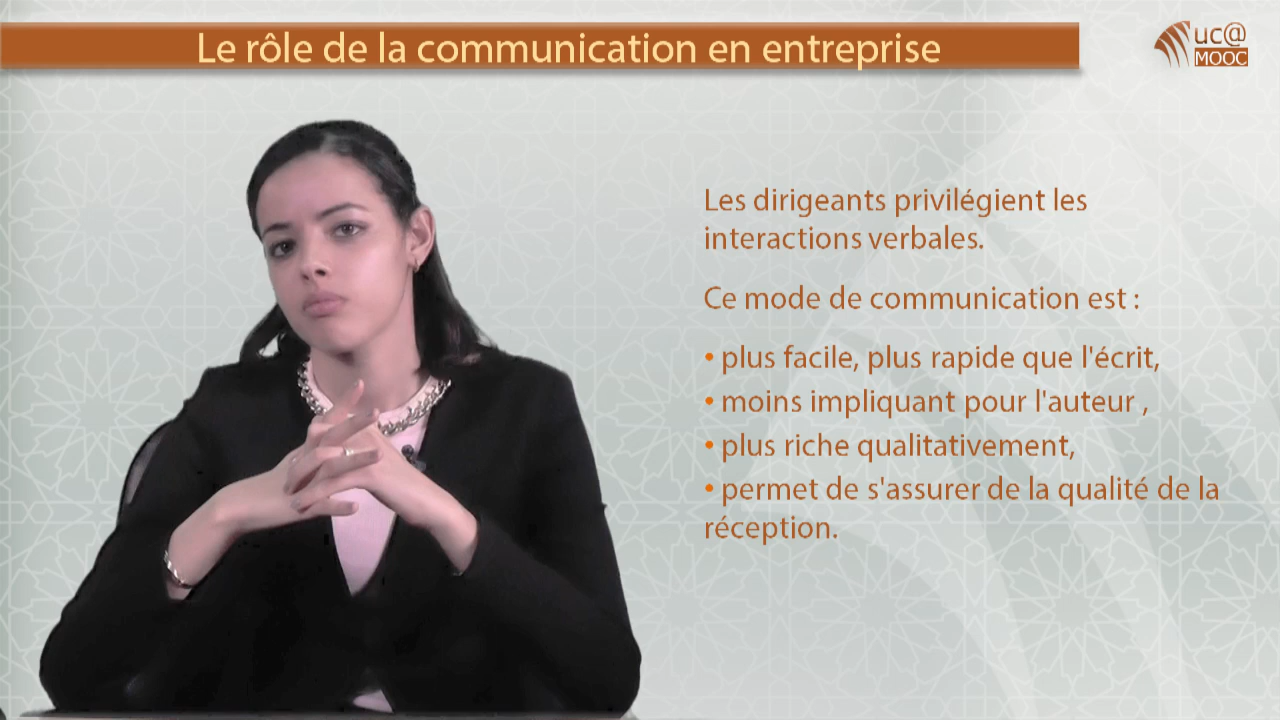 Le rôle de la communication en entreprise
uc@
MOOC
Les dirigeants privilégient les
interactions verbales.
Ce mode de communication est :
• plus facile, plus rapide que l'écrit,
• moins impliquant pour l'auteur ,
• plus riche qualitativement,
• permet de s'assurer de la qualité de la
réception.